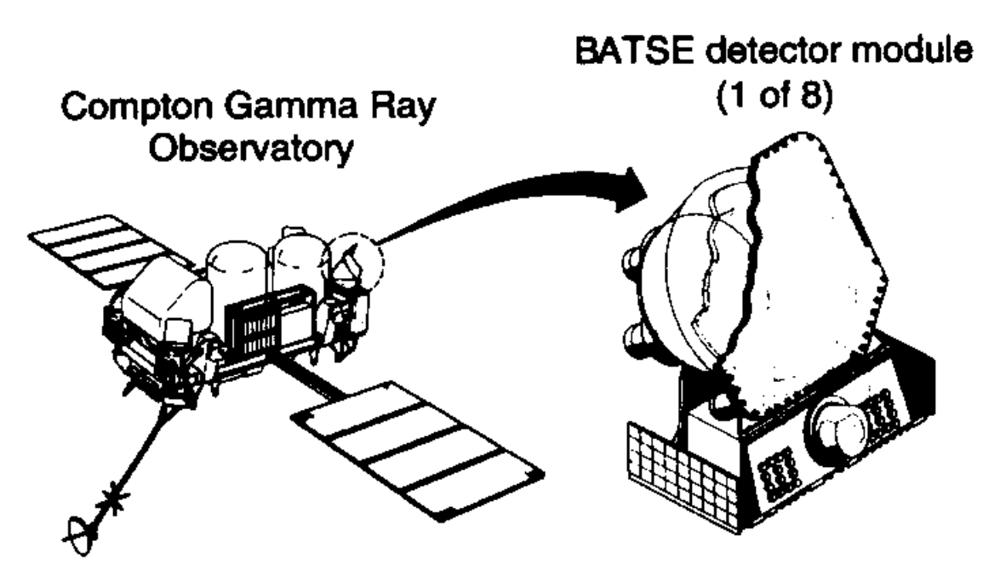 BATSE detector module
(1 of 8)
Compton Gamma Ray
Observatory